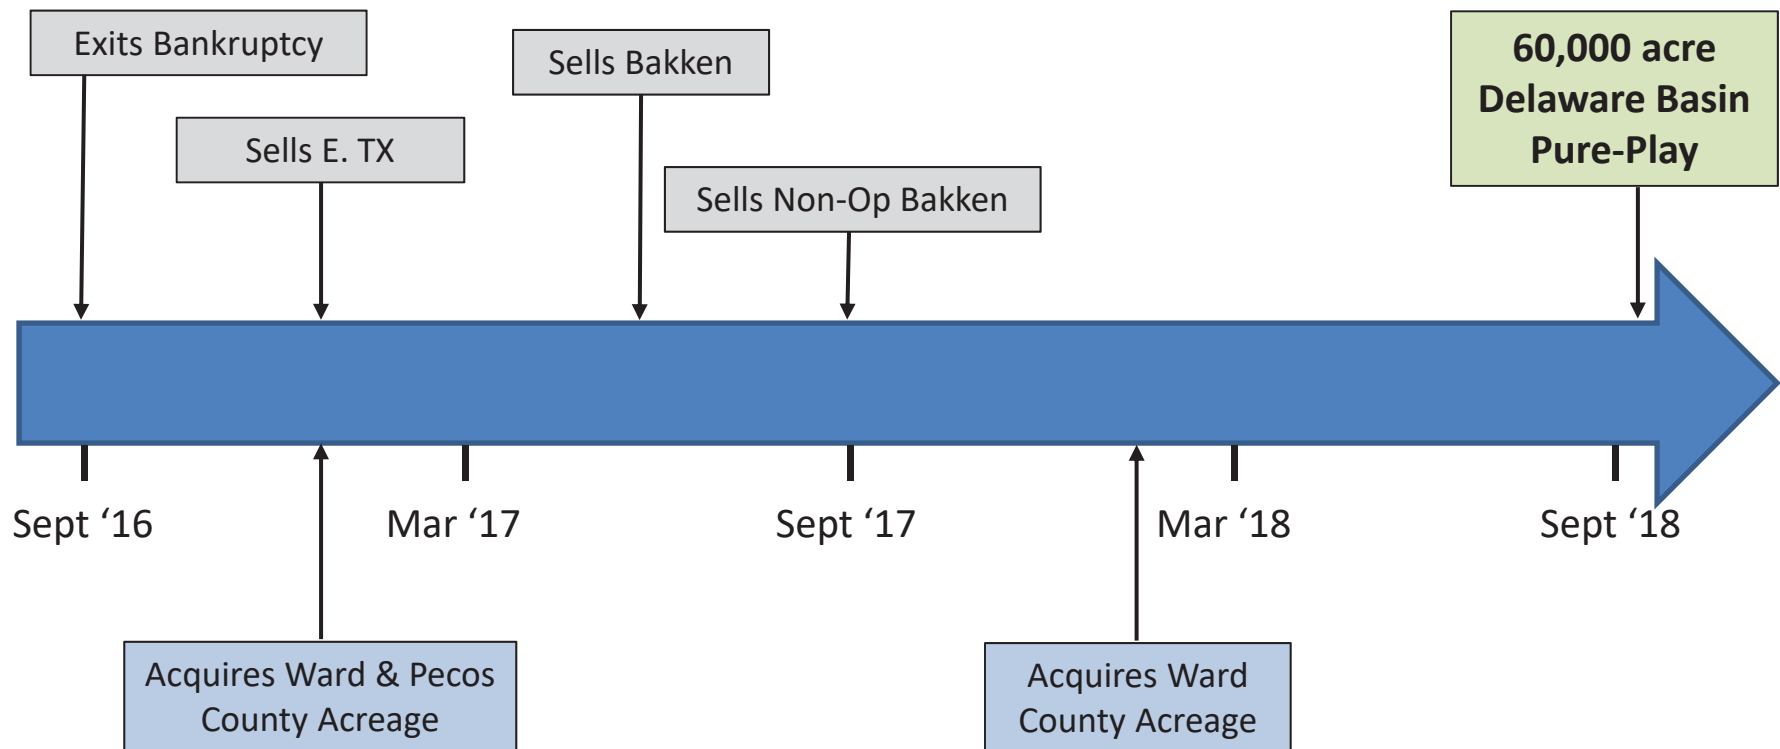 Exits Bankruptcy
Sells Bakken
60,000 acre
Delaware Basin
Pure-Play
Sells E. TX
Sells Non-Op Bakken
Sept ‘16
Mar ‘17
Sept ‘17
Mar ‘18
Sept ‘18
Acquires Ward & Pecos
County Acreage
Acquires Ward
County Acreage